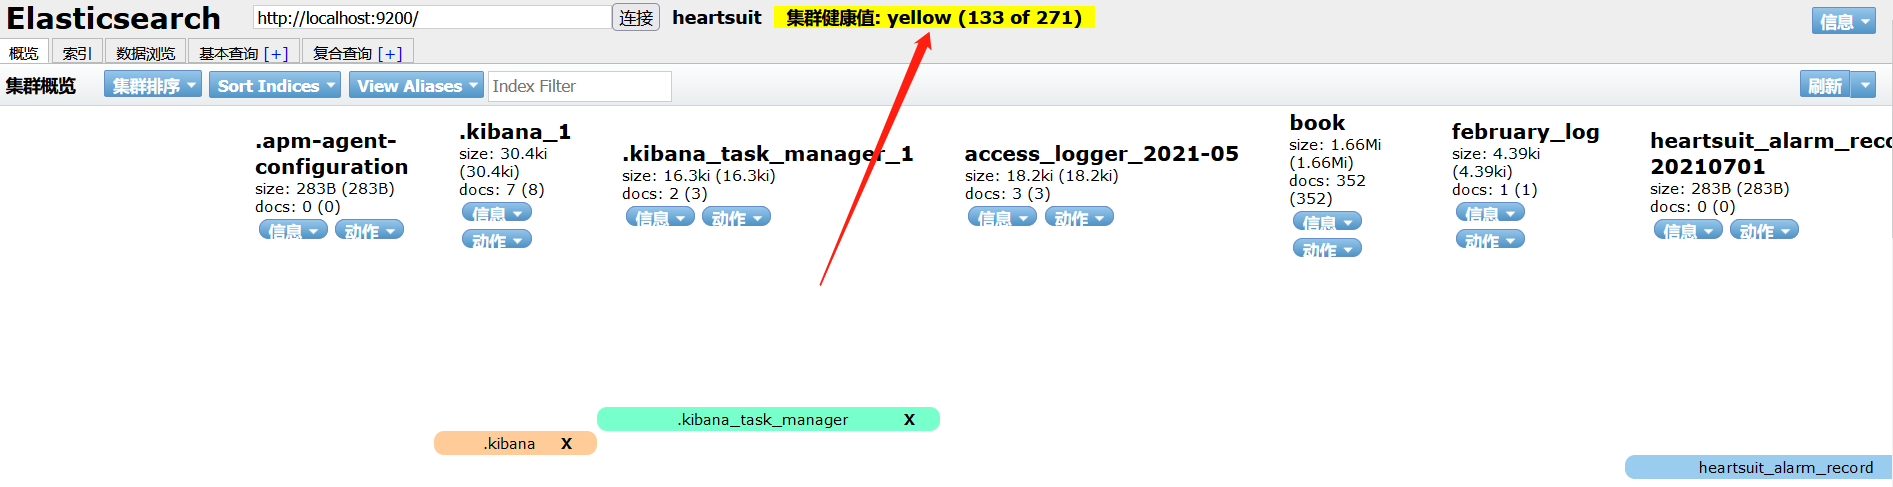 Elasticsearch
http://localhost:9200/
连接
heartsuit
集群健康值: yellow (133 of 271)
信息
概览
索引
数据浏览
基本查询 [+]
复合查询 [+]
集群概览
集群排序
Sort Indices
View Aliases
Index Filter
刷新
.apm-agent-
configuration
size: 283B (283B)
docs: 0 (0)
信息
动作
.kibana_1
size: 30.4ki
(30.4ki)
docs: 7 (8)
信息
动作
.kibana_task_manager_1
size: 16.3ki (16.3ki)
docs: 2 (3)
信息
动作
access_logger_2021-05
size: 18.2ki (18.2ki)
docs: 3 (3)
信息
动作
book
size: 1.66Mi
(1.66Mi)
docs: 352
(352)
信息
动作
february_log
size: 4.39ki
(4.39ki)
docs: 1 (1)
信息
动作
heartsuit_alarm_reco
20210701
size: 283B (283B)
docs: 0 (0)
信息
动作
.kibana_task_manager X
.kibana X
heartsuit_alarm_record